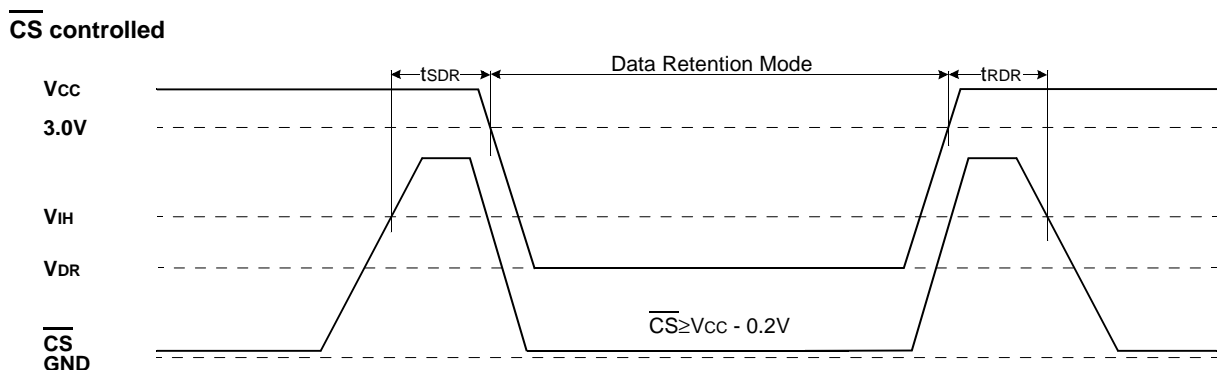 CS controlled
tSDR Data Retention Mode tRDR
VCC
3.0V
VIH
VDR
CS≥VCC - 0.2V
CS
GND